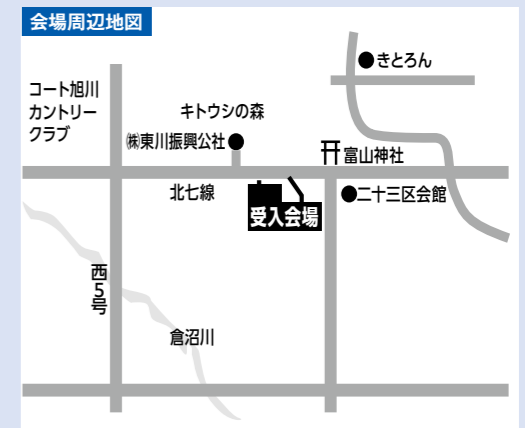 会場周辺地図
きとろん
コート旭川
カントリー
クラブ
キトウシの森
㈱東川振興公社
富山神社
北七線
二十三区会館
受入会場
西5号
倉沼川